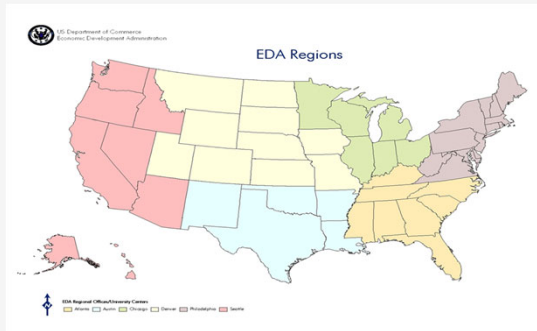 US Department of Commerce
Economic Development Administration
EDA Regions
EDA Regional Offices/University Centers
Atlanta Austin Chicago Denver Philadelphia Seattle